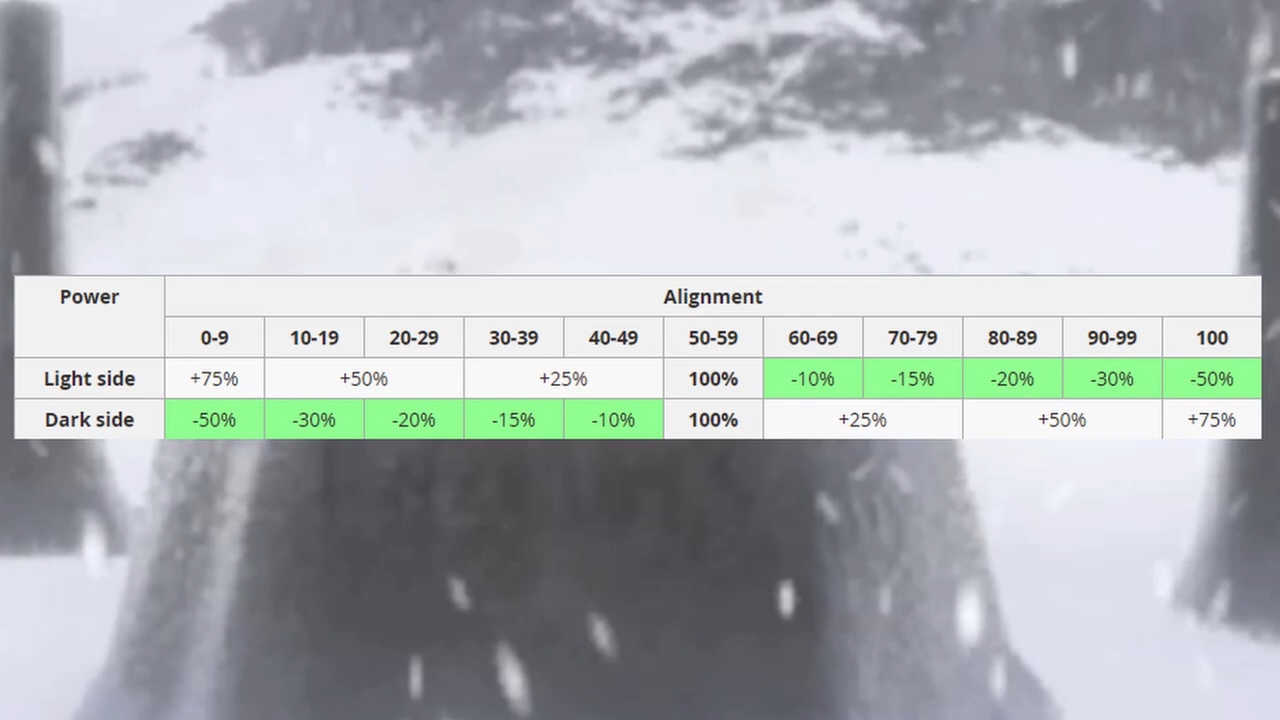 Power Alignment
0-9 10-19 20-29 30-39 40-49 50-59 60-69 70-79 80-89 90-99 100
Light side +75% +50% +25% 100% -10% -15% -20% -30% -50%
Dark side -50% -30% -20% -15% -10% 100% +25% +50% +75%